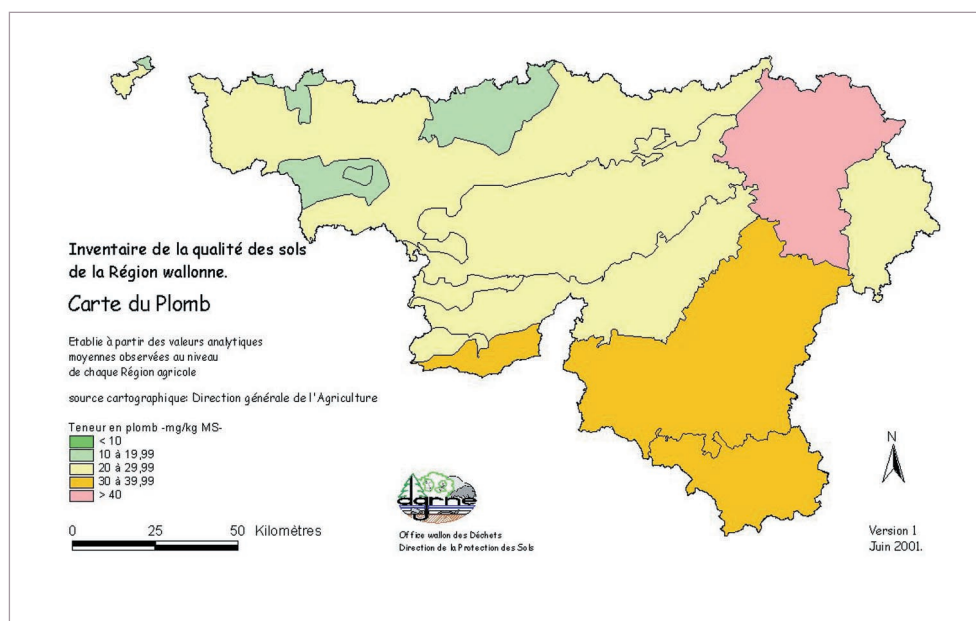 Inventaire de la qualité des sols
de la Région wallonne.
Carte du Plomb
Etablie à partir des valeurs analytiques
moyennes observées au niveau
de chaque Région agricole
source cartographique: Direction générale de l'Agriculture
Teneur en plomb -mg/kg MS-
< 10
10 à 19,99
20 à 29,99
30 à 39,99
> 40
0 25 50 Kilomètres
dgrne
Office wallon des Déchets
Direction de la Protection des Sols
N
Version 1
Juin 2001.